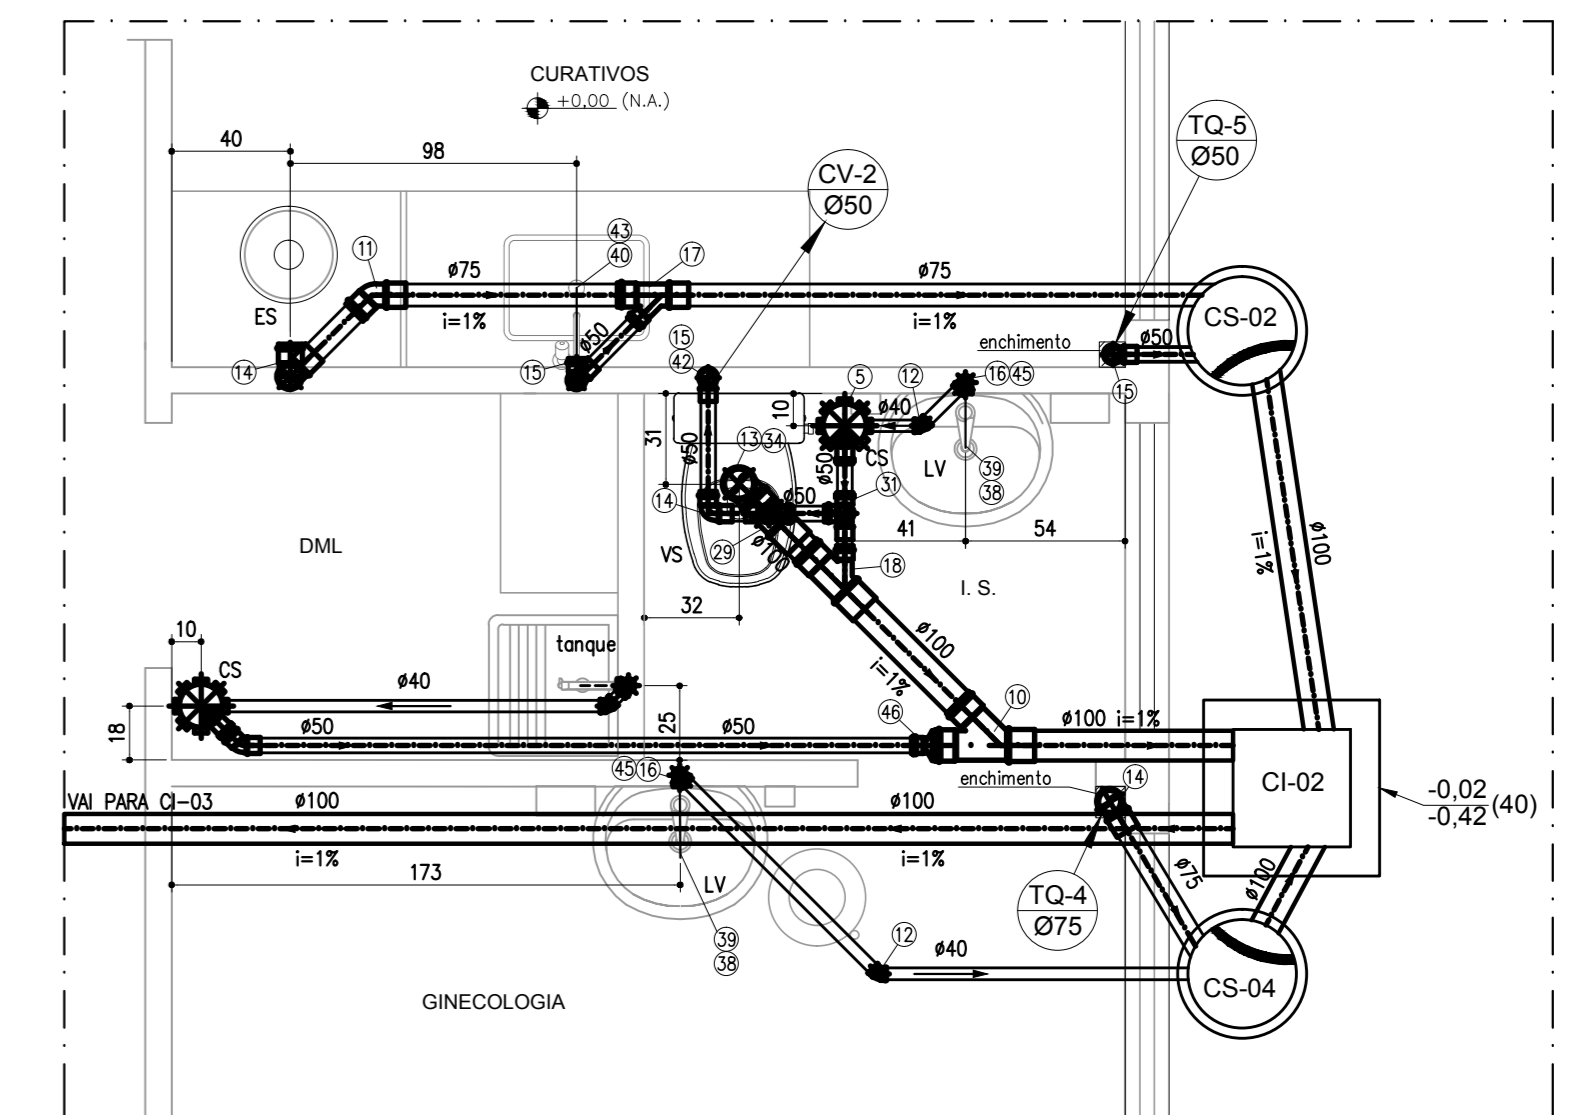 CURATIVOS
+0,00 (N.A.)
TQ-5
Ø50
40
98
CV-2
Ø50
43
40
11
ø75
17
ø75
ES
i=1%
i=1%
CS-02
ø50
15
enchimento
ø50
14
15
42
15
5
12
16
45
10
ø40
31
ø50
13
34
ø50
CS
LV
39
38
14
ø50
31
41
54
29
ø100
VS
DML
18
I. S.
i=1%
ø100
32
ø100
10
tanque
i=1%
CS
ø40
10
46
ø100 i=1%
18
ø50
ø50
25
45
16
enchimento
14
CI-02
-0,02
-0,42
(40)
VAI PARA CI-03
ø100
ø100
i=1%
i=1%
173
LV
ø75
ø100
TQ-4
Ø75
39
38
12
ø40
CS-04
GINECOLOGIA